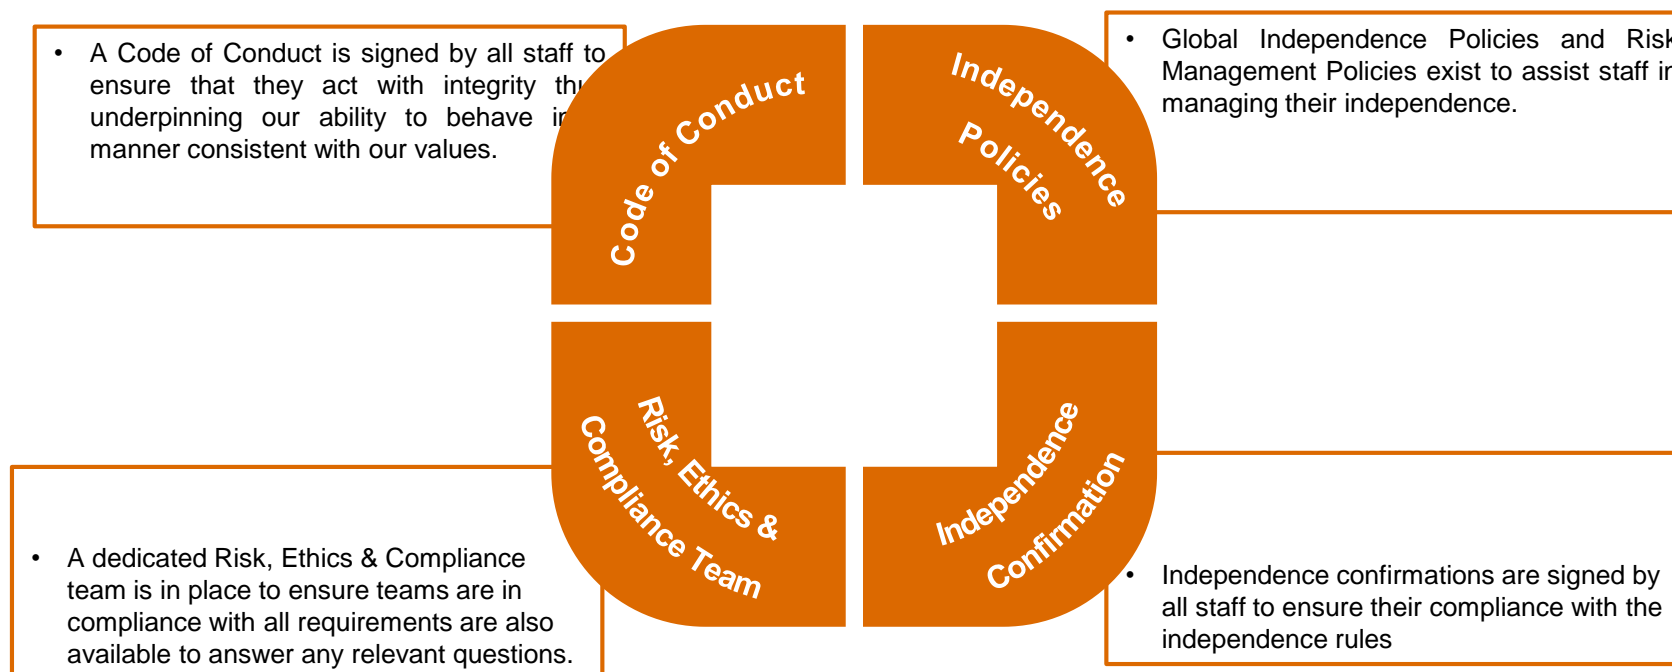 • A Code of Conduct is signed by all staff to
ensure that they act with integrity
underpinning our ability to behave
manner consistent with our values.
Code of Conduct
Independence
Policies
• Global Independence Policies and Risk
Management Policies exist to assist staff in
managing their independence.
Risk, Ethics &
Compliance Team
• A dedicated Risk, Ethics & Compliance
team is in place to ensure teams are in
compliance with all requirements are also
available to answer any relevant questions.
Independence
Confirmation
• Independence confirmations are signed by
all staff to ensure their compliance with the
independence rules